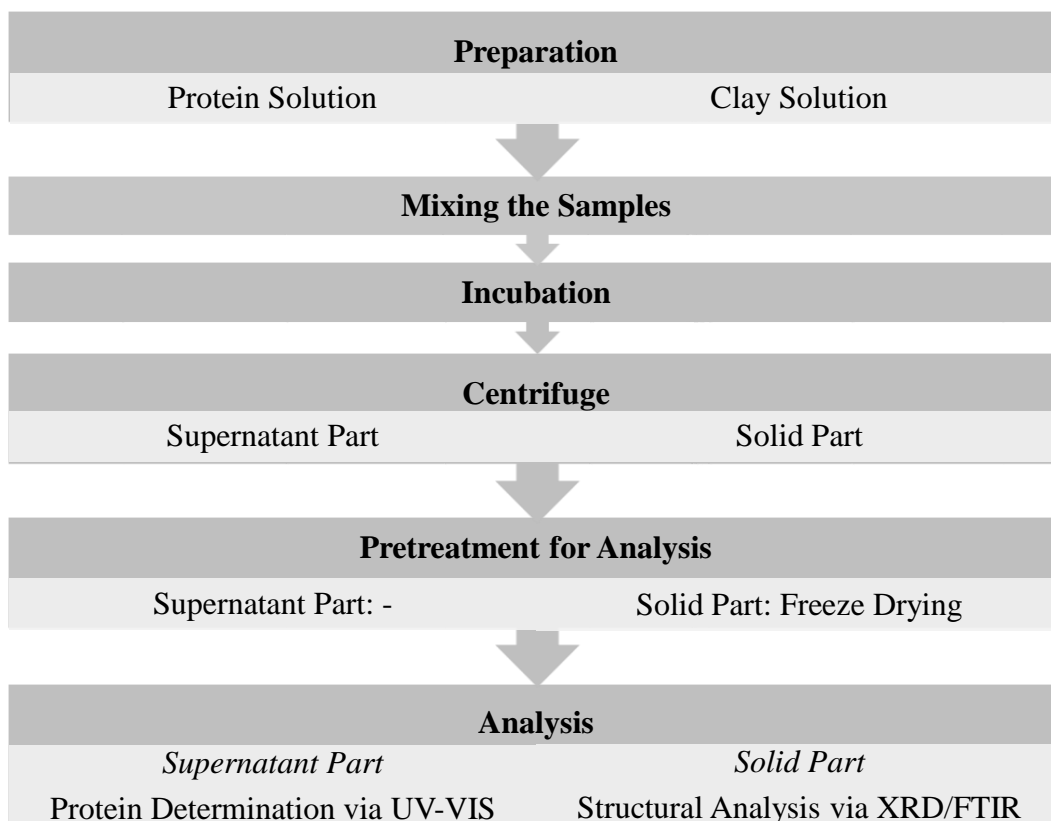 Preparation
Protein Solution Clay Solution
Mixing the Samples
Incubation
Centrifuge
Supernatant Part Solid Part
Pretreatment for Analysis
Supernatant Part: - Solid Part: Freeze Drying
Analysis
Supernatant Part Solid Part
Protein Determination via UV-VIS Structural Analysis via XRD/FTIR